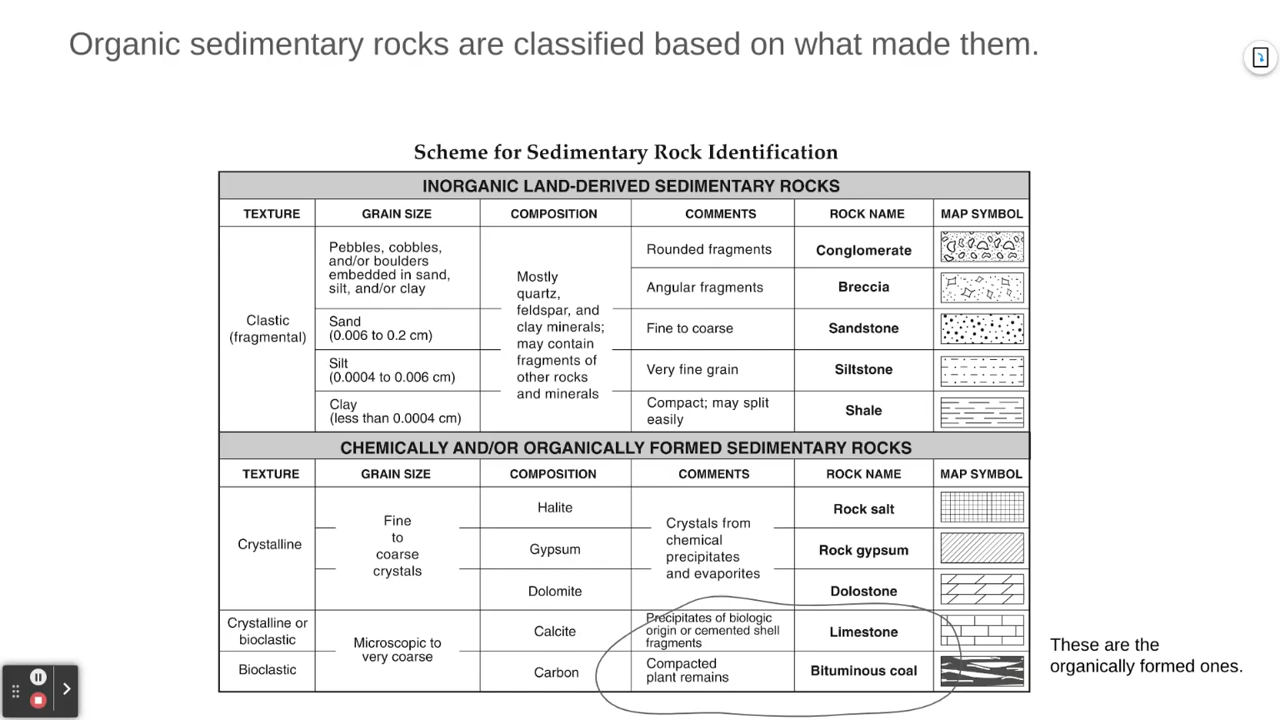 Organic sedimentary rocks are classified based on what made them.
Scheme for Sedimentary Rock Identification
INORGANIC LAND-DERIVED SEDIMENTARY ROCKS
TEXTURE GRAIN SIZE COMPOSITION COMMENTS ROCK NAME MAP SYMBOL
Clastic
(fragmental)
Pebbles, cobbles,
and/or boulders
embedded in sand,
silt, and/or clay
Mostly
quartz,
feldspar, and
clay minerals;
may contain
fragments of
other rocks
and minerals
Rounded fragments
Conglomerate
Angular fragments
Breccia
Sand
(0.006 to 0.2 cm)
Fine to coarse
Sandstone
Silt
(0.0004 to 0.006 cm)
Very fine grain
Siltstone
Clay
(less than 0.0004 cm)
Compact; may split
easily
Shale
CHEMICALLY AND/OR ORGANICALLY FORMED SEDIMENTARY ROCKS
TEXTURE GRAIN SIZE COMPOSITION COMMENTS ROCK NAME MAP SYMBOL
Crystalline
Fine
to
coarse
crystals
Halite
Crystals from
chemical
precipitates
and evaporites
Rock salt
Gypsum
Rock gypsum
Dolomite
Dolostone
Crystalline or
bioclastic
Microscopic to
very coarse
Calcite
Precipitates of biologic
origin or cemented shell
fragments
Limestone
Bioclastic
Carbon
Compacted
plant remains
Bituminous coal
These are the
organically formed ones.